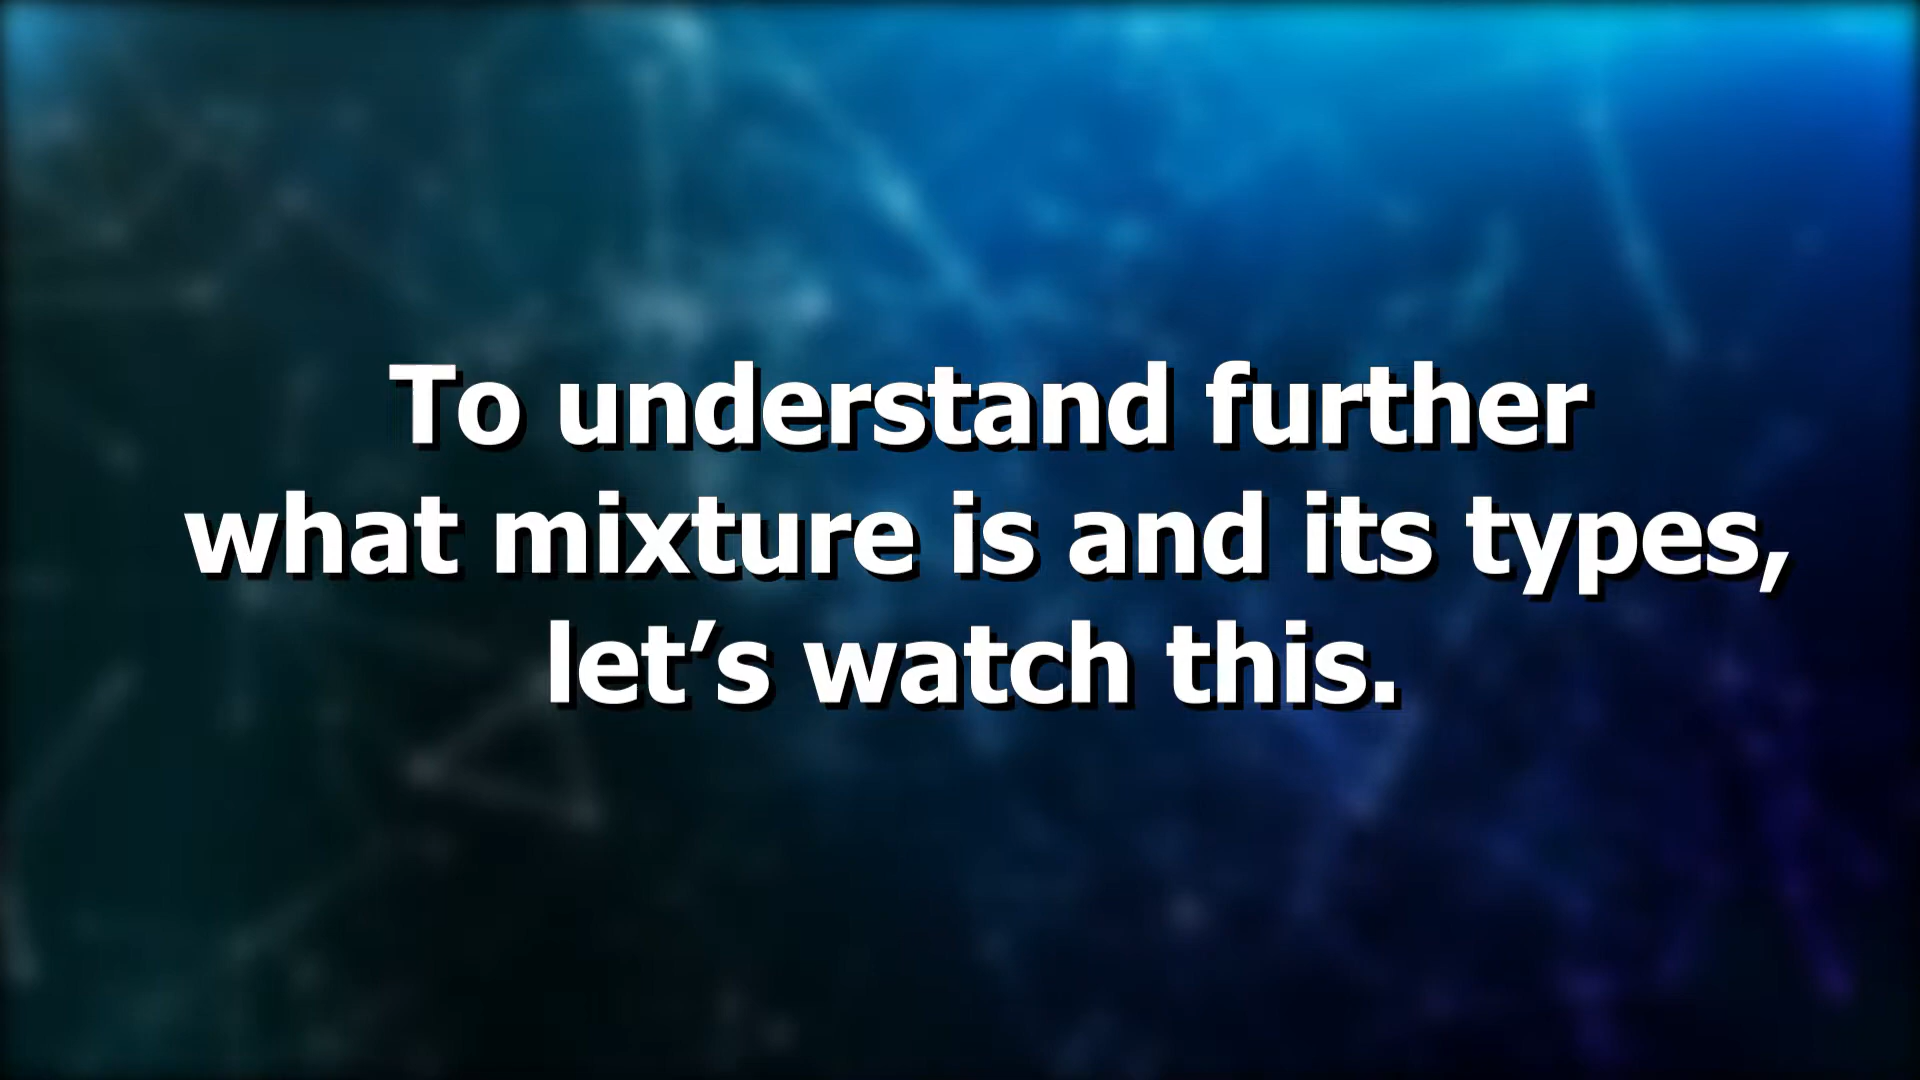 To understand further
what mixture is and its types,
let’s watch this.